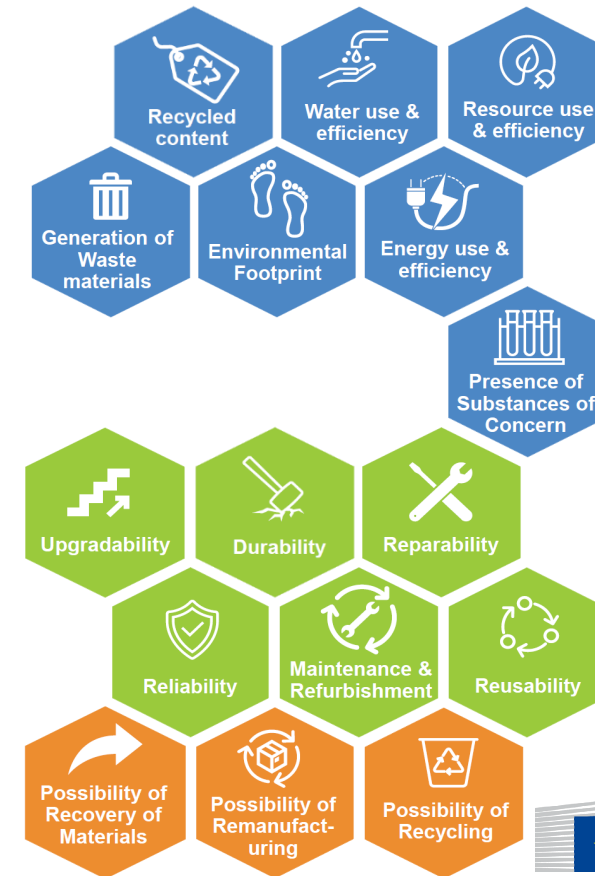 Recycled
content
Water use &
efficiency
Resource use
& efficiency
Generation of
Waste
materials
Environmental
Footprint
Energy use &
efficiency
Presence of
Substances of
Concern
Upgradability
Durability
Reparability
Reliability
Maintenance &
Refurbishment
Reusability
Possibility of
Recovery of
Materials
Possibility of
Remanufact-
uring
Possibility of
Recycling